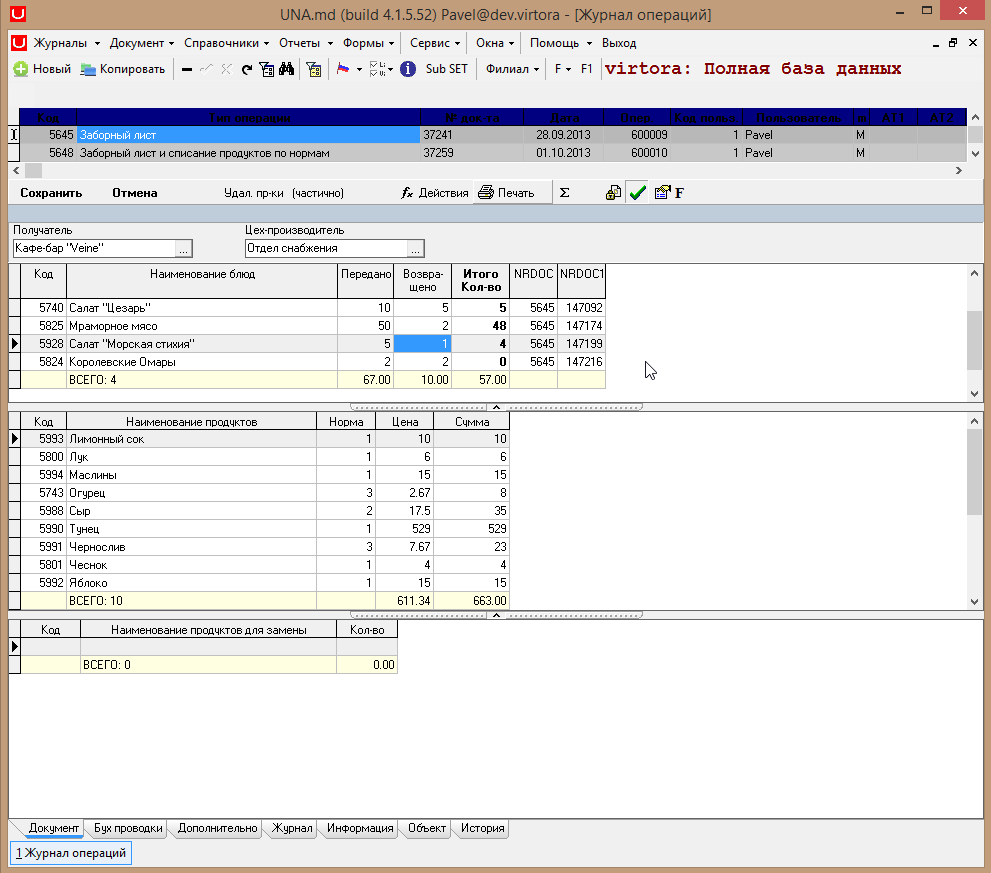 UNA.md (build 4.1.5.52) Pavel@dev.virtora - [Журнал операций]
Журналы Документ Справочники Отчеты Формы Сервис Окна Помощь Выход
Новый Копировать Sub SET Филиал F F1 virtora: Полная база данных
Код Тип операции № док-та Дата Опер. Код польз. Пользователь m AT1 AT2
5645 Заборный лист 37241 28.09.2013 600009 1 Pavel M
5648 Заборный лист и списание продуктов по нормам 37259 01.10.2013 600010 1 Pavel M
Сохранить Отмена Удал. пр-ки (частично) fx Действия Печать Σ F
Получатель Цех-производитель
Кафе-бар "Veine" ... Отдел снабжения ...
Код Наименование блюд Передано Возвра-щено Итого Кол-во NRDOC NRDOC1
5740 Салат "Цезарь" 10 5 5 5645 147092
5825 Мраморное мясо 50 2 48 5645 147174
5928 Салат "Морская стихия" 5 1 4 5645 147199
5824 Королевские Омары 2 2 0 5645 147216
ВСЕГО: 4 67.00 10.00 57.00
Код Наименование продуктов Норма Цена Сумма
5993 Лимонный сок 1 10 10
5800 Лук 1 6 6
5994 Маслины 1 15 15
5743 Огурец 3 2.67 8
5988 Сыр 2 17.5 35
5990 Тунец 1 529 529
5991 Чернослив 3 7.67 23
5801 Чеснок 1 4 4
5992 Яблоко 1 15 15
ВСЕГО: 10 611.34 663.00
Код Наименование продуктов для замены Кол-во
ВСЕГО: 0 0.00
Документ Бух проводки Дополнительно Журнал Информация Объект История
1 Журнал операций